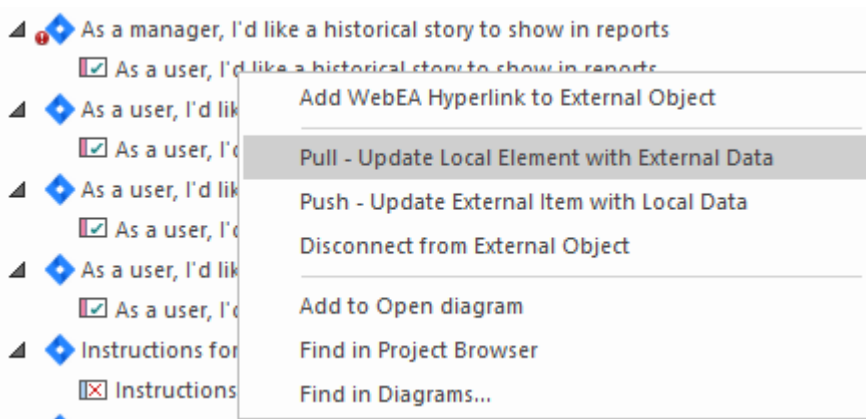 As a manager, I'd like a historical story to show in reports
As a user, I'd like a historical story to show in reports
As a user, I'd lik
As a user, I'd
As a user, I'd lik
As a user, I'd
As a user, I'd lik
As a user, I'd
Instructions for
Instructions
Add WebEA Hyperlink to External Object
Pull - Update Local Element with External Data
Push - Update External Item with Local Data
Disconnect from External Object
Add to Open diagram
Find in Project Browser
Find in Diagrams...